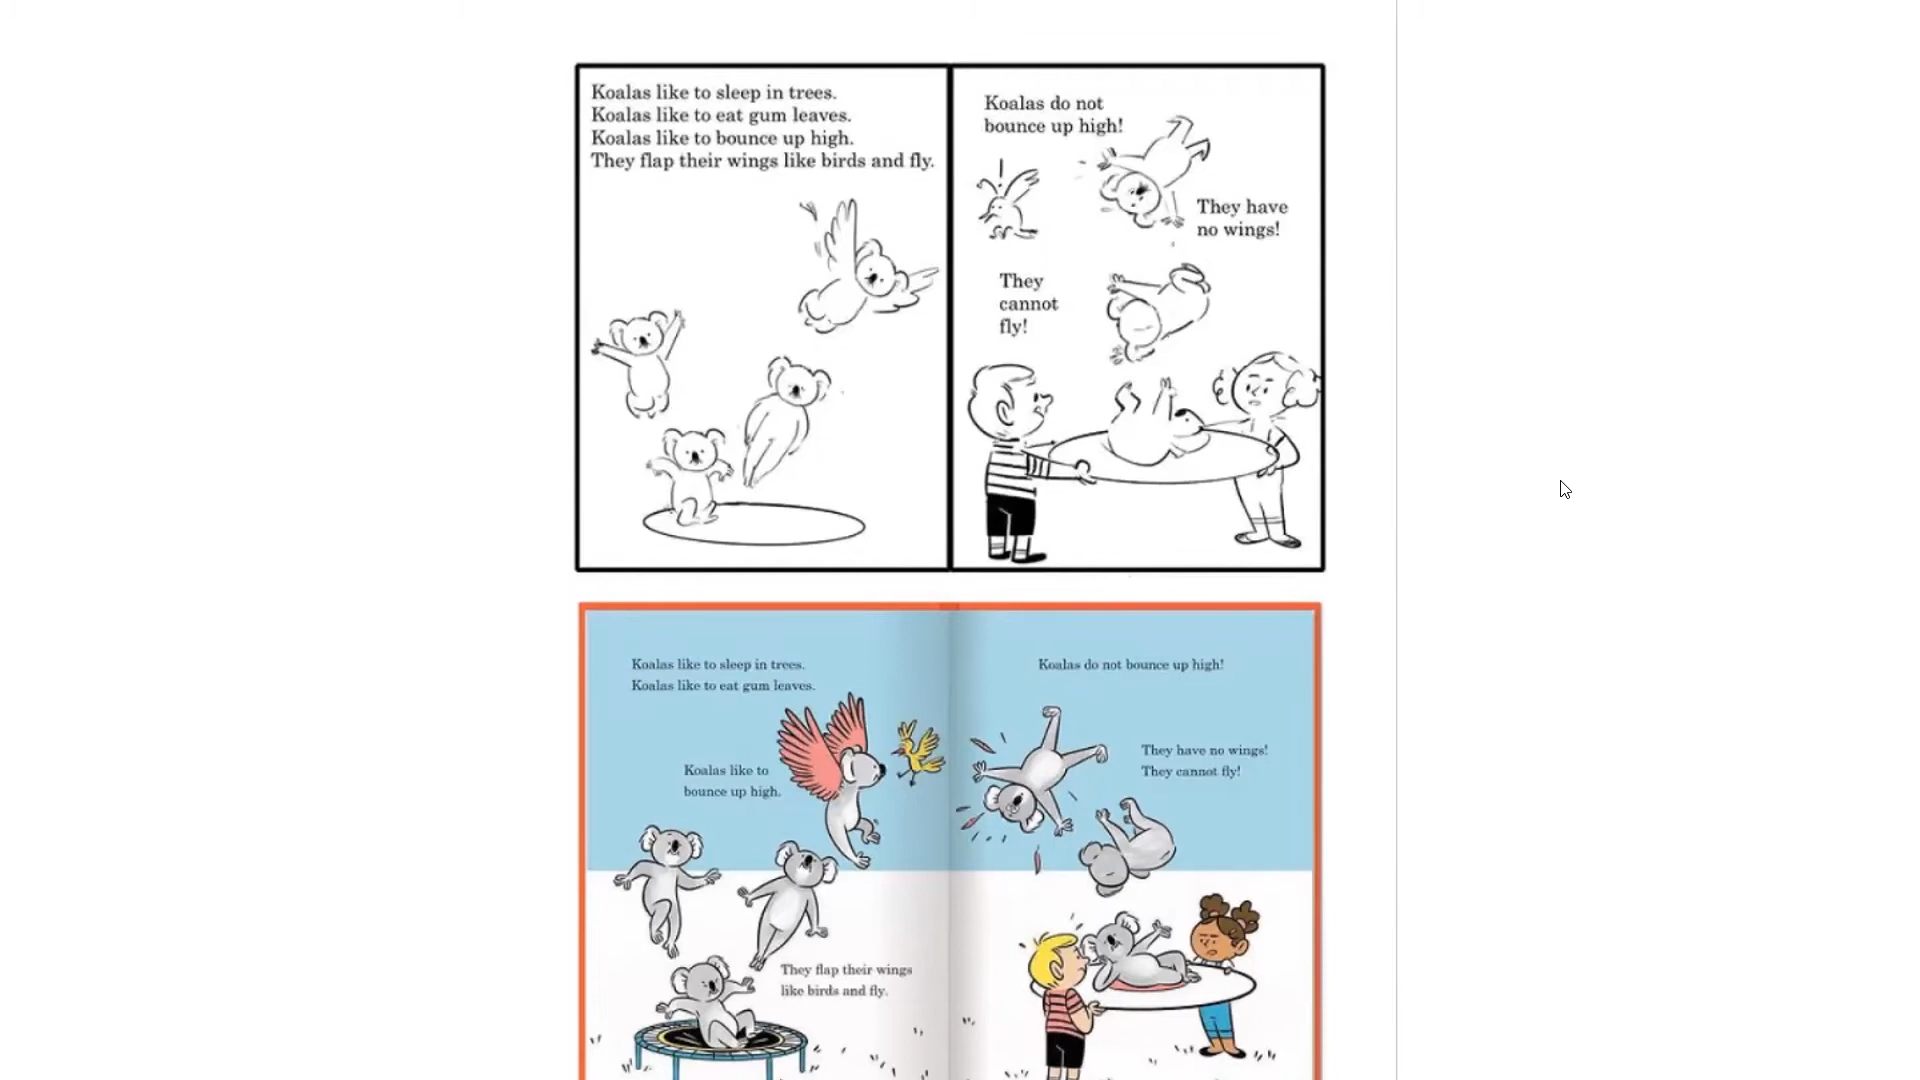 Koalas like to sleep in trees.
Koalas like to eat gum leaves.
Koalas like to bounce up high.
They flap their wings like birds and fly.
Koalas do not
bounce up high!
!
They have
no wings!
They
cannot
fly!
Koalas like to sleep in trees.
Koalas like to eat gum leaves.
Koalas like to
bounce up high.
They flap their wings
like birds and fly.
Koalas do not bounce up high!
They have no wings!
They cannot fly!